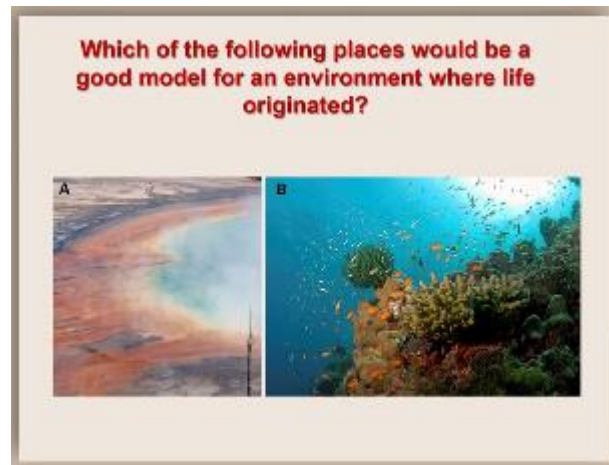 Which of the following places would be a
good model for an environment where life
originated?
A
B